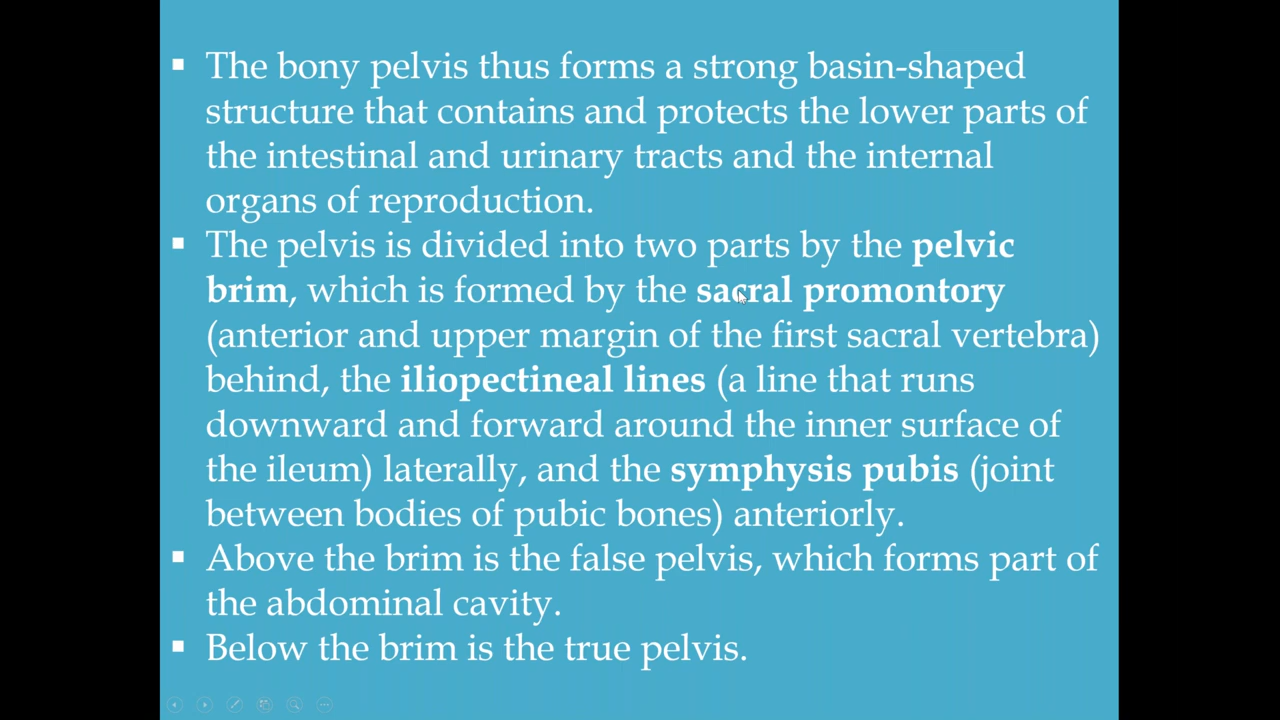 ▪ The bony pelvis thus forms a strong basin-shaped
structure that contains and protects the lower parts of
the intestinal and urinary tracts and the internal
organs of reproduction.
▪ The pelvis is divided into two parts by the pelvic
brim, which is formed by the sacral promontory
(anterior and upper margin of the first sacral vertebra)
behind, the iliopectineal lines (a line that runs
downward and forward around the inner surface of
the ileum) laterally, and the symphysis pubis (joint
between bodies of pubic bones) anteriorly.
▪ Above the brim is the false pelvis, which forms part of
the abdominal cavity.
▪ Below the brim is the true pelvis.